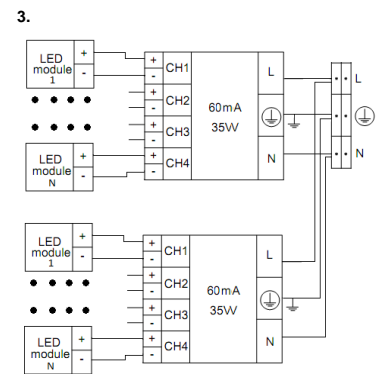 3.
LED module 1
+
-
LED module N
+
-
+
-
CH1
+
-
CH2
+
-
CH3
+
-
CH4
60mA
35W
L
N
L
N
LED module 1
+
-
LED module N
+
-
+
-
CH1
+
-
CH2
+
-
CH3
+
-
CH4
60mA
35W
L
N